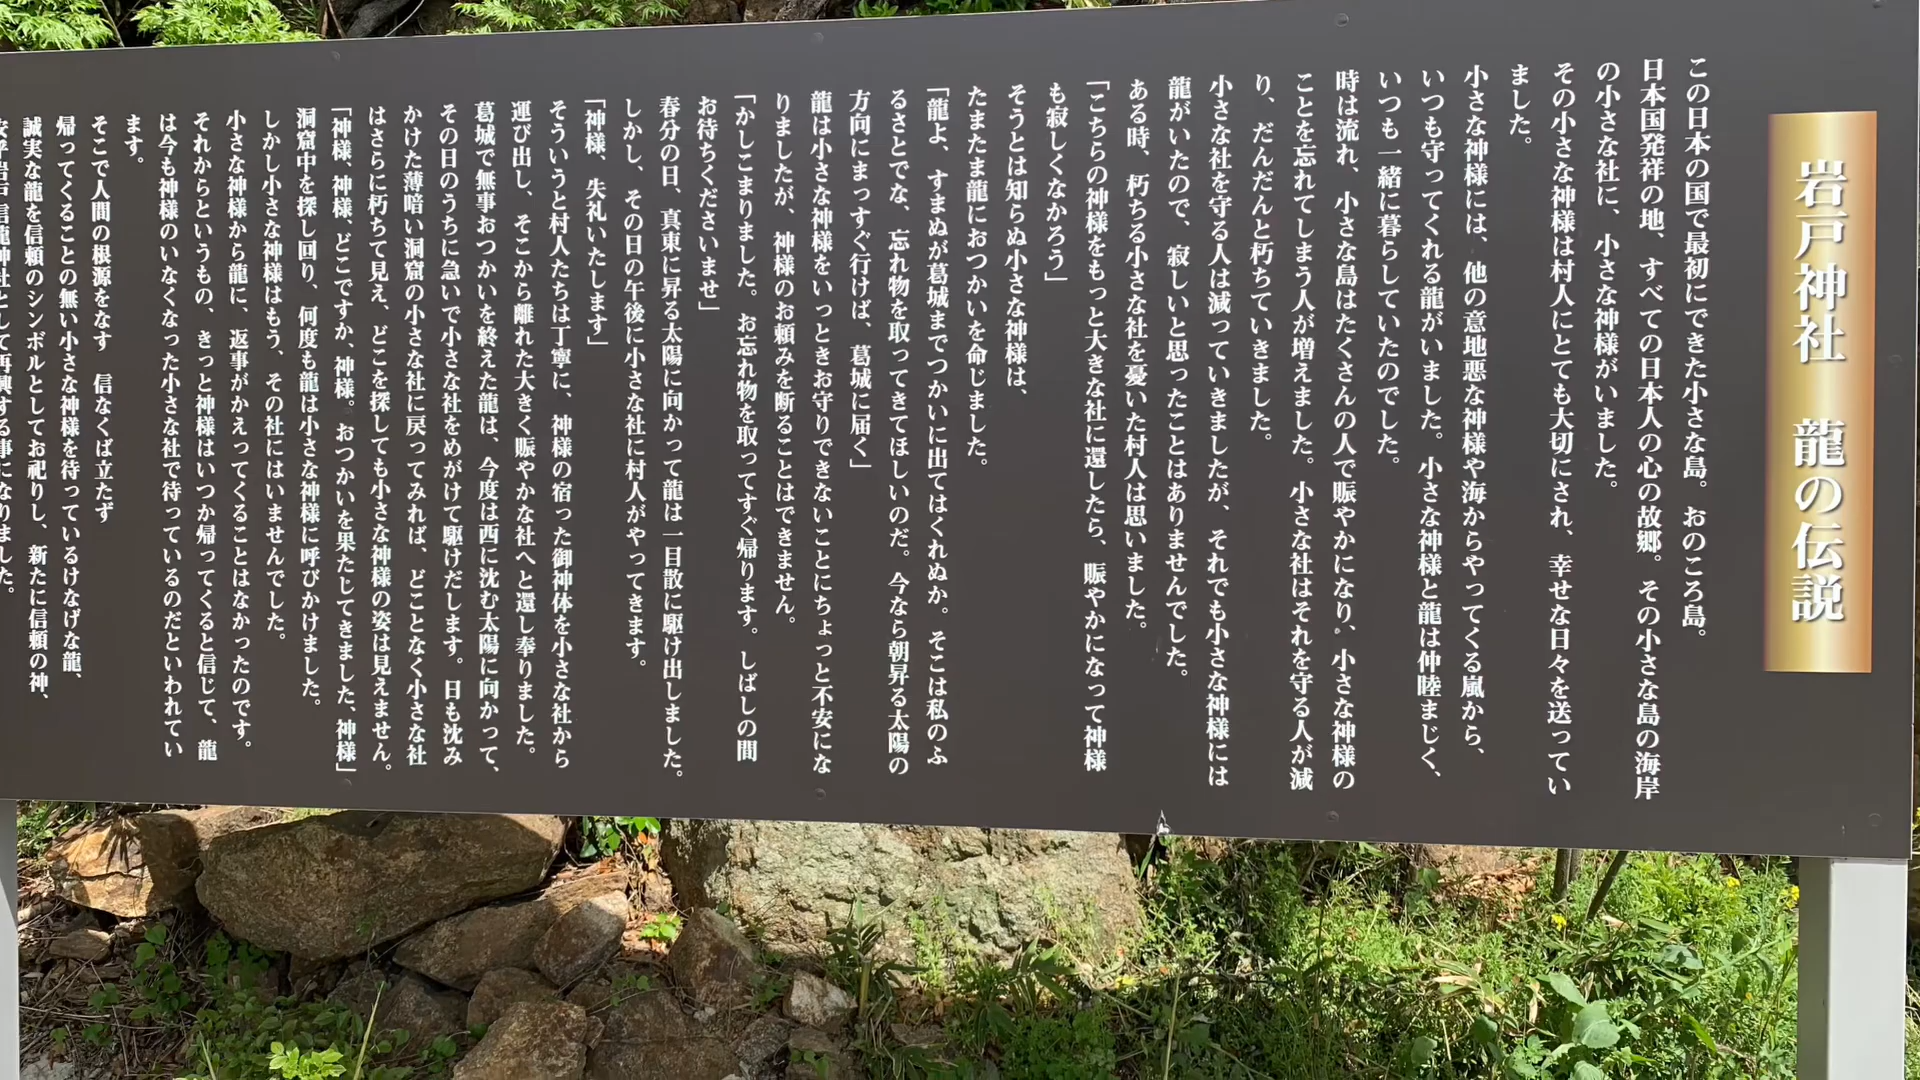 岩戸神社　龍の伝説
この日本の国で最初にできた小さな島。おのころ島。
日本国発祥の地、すべての日本人の心の故郷。その小さな島の海岸
の小さな社に、小さな神様がいました。
その小さな神様は村人にとても大切にされ、幸せな日々を送ってい
ました。
小さな神様には、他の意地悪な神様や海からやってくる嵐から、
いつも守ってくれる龍がいました。小さな神様と龍は仲睦まじく、
いつも一緒に暮らしていたのでした。
時は流れ、小さな島はたくさんの人で賑やかになり、小さな神様の
ことを忘れてしまう人が増えました。小さな社はそれを守る人が減
り、だんだんと朽ちていきました。
小さな社を守る人は減っていきましたが、それでも小さな神様には
龍がいたので、寂しいと思ったことはありませんでした。
ある時、朽ちる小さな社を憂いた村人は思いました。
「こちらの神様をもっと大きな社に還したら、賑やかになって神様
も寂しくなかろう」
そうとは知らぬ小さな神様は、
たまたま龍におつかいを命じました。
「龍よ、すまぬが葛城までつかいに出てはくれぬか。そこは私のふ
るさとでな、忘れ物を取ってきてほしいのだ。今なら朝昇る太陽の
方向にまっすぐ行けば、葛城に届く」
龍は小さな神様をいっときお守りできないことにちょっと不安にな
りましたが、神様のお頼みを断ることはできません。
「かしこまりました。お忘れ物を取ってすぐ帰ります。しばしの間
お待ちくださいませ」
春分の日、真東に昇る太陽に向かって龍は一目散に駆け出しました。
しかし、その日の午後に小さな社に村人がやってきます。
「神様、失礼いたします」
そういうと村人たちは丁寧に、神様の宿った御神体を小さな社から
運び出し、そこから離れた大きく賑やかな社へと還し奉りました。
葛城で無事おつかいを終えた龍は、今度は西に沈む太陽に向かって、
その日のうちに急いで小さな社をめがけて駆けだします。日も沈み
かけた薄暗い洞窟の小さな社に戻ってみれば、どことなく小さな社
はさらに朽ちて見え、どこを探しても小さな神様の姿は見えません。
「神様、神様、どこですか、神様。おつかいを果たしてきました、神様」
洞窟中を探し回り、何度も龍は小さな神様に呼びかけました。
しかし小さな神様はもう、その社にはいませんでした。
小さな神様から龍に、返事がかえってくることはなかったのです。
それからというもの、きっと神様はいつか帰ってくると信じて、龍
は今も神様のいなくなった小さな社で待っているのだといわれてい
ます。
そこで人間の根源をなす　信なくば立たず
帰ってくることの無い小さな神様を待っているけなげな龍、
誠実な龍を信頼のシンボルとしてお祀りし、新たに信頼の神、
岩戸信龍神社として再興する事になりました。